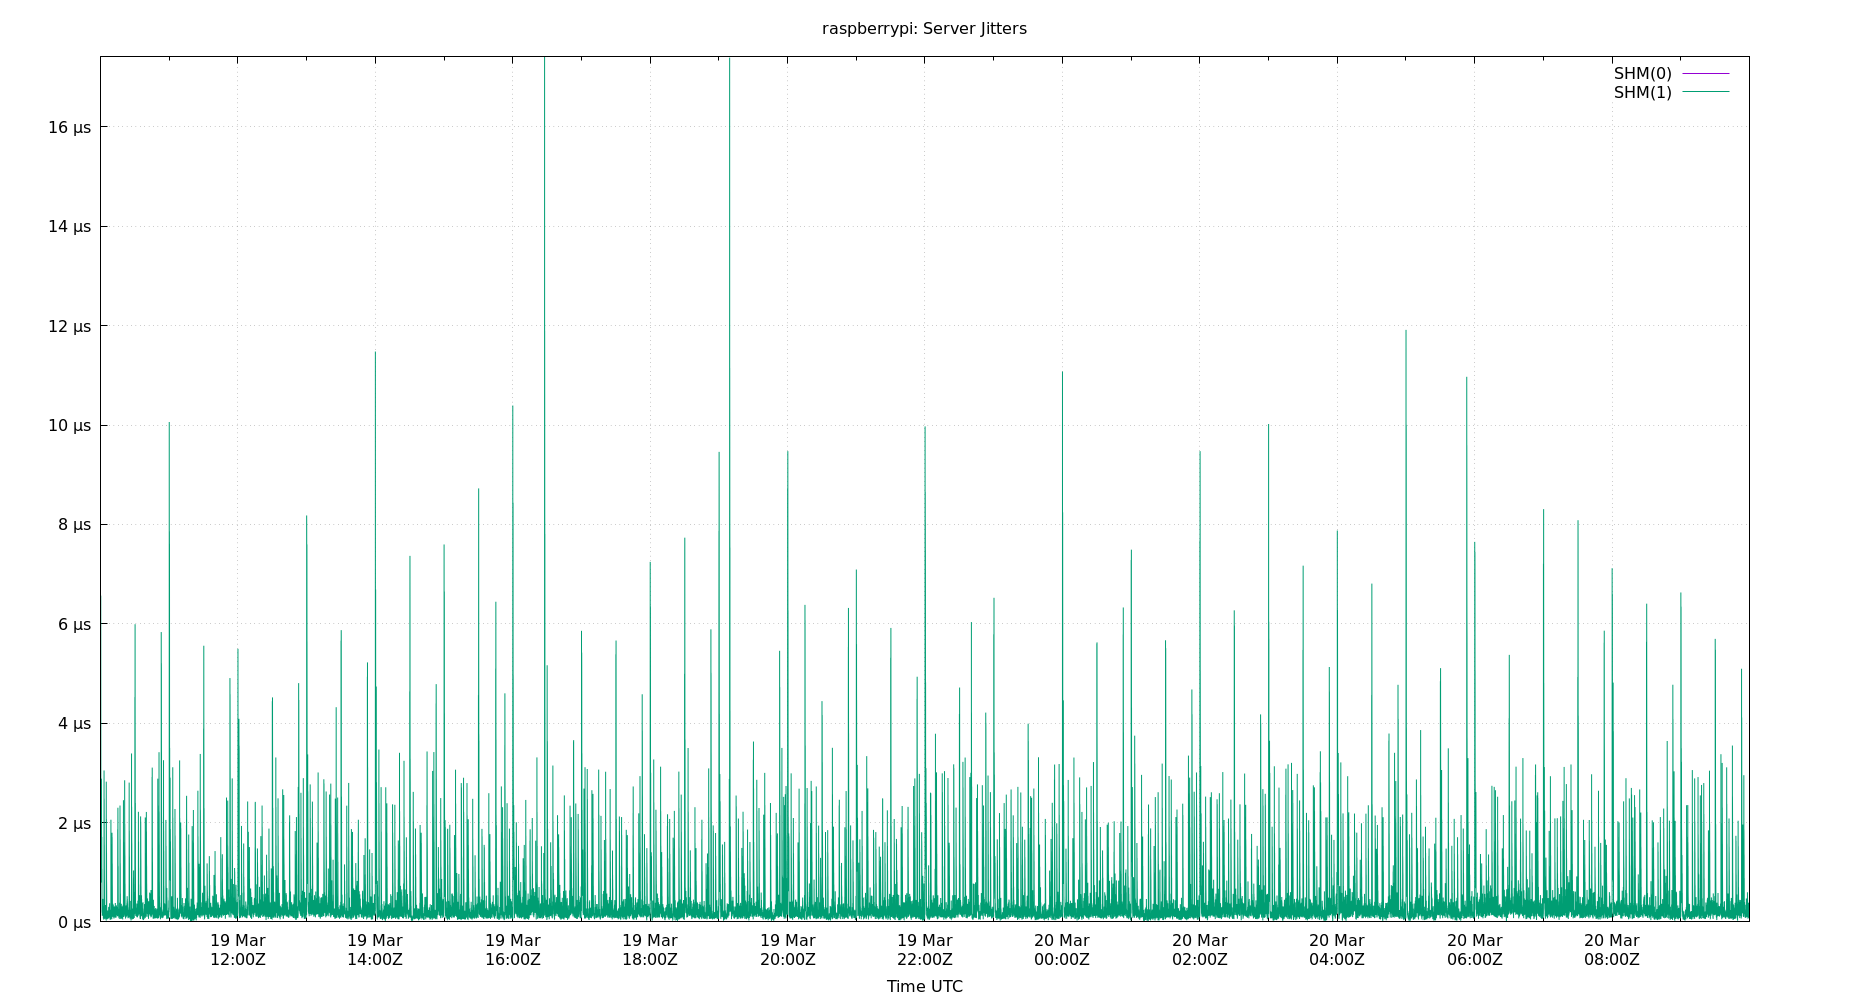 raspberrypi: Server Jitters
SHM(0)
SHM(1)
16 µs
14 µs
12 µs
10 µs
8 µs
6 µs
4 µs
2 µs
0 µs
19 Mar
12:00Z
19 Mar
14:00Z
19 Mar
16:00Z
19 Mar
18:00Z
19 Mar
20:00Z
19 Mar
22:00Z
20 Mar
00:00Z
20 Mar
02:00Z
20 Mar
04:00Z
20 Mar
06:00Z
20 Mar
08:00Z
Time UTC